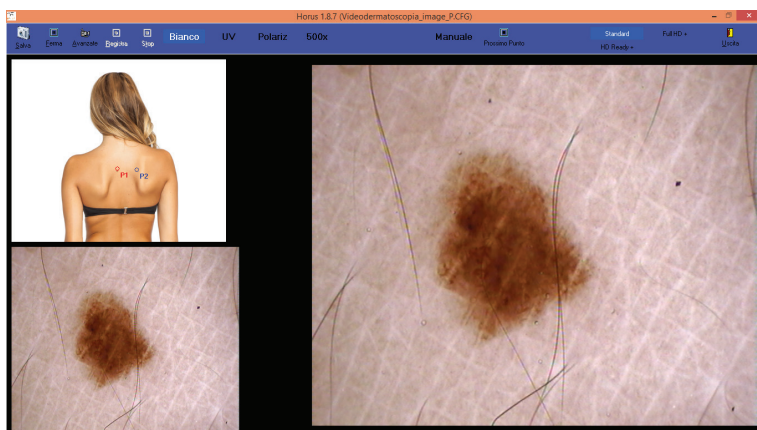 Horus 1.8.7 (Videodermatoscopia_image_P.CFG)
Salva Ferma Avanzate Registra Stop Bianco UV Polariz 500x Manuale Prossimo Punto Standard Full HD + Uscita
HD Ready +
P1 P2